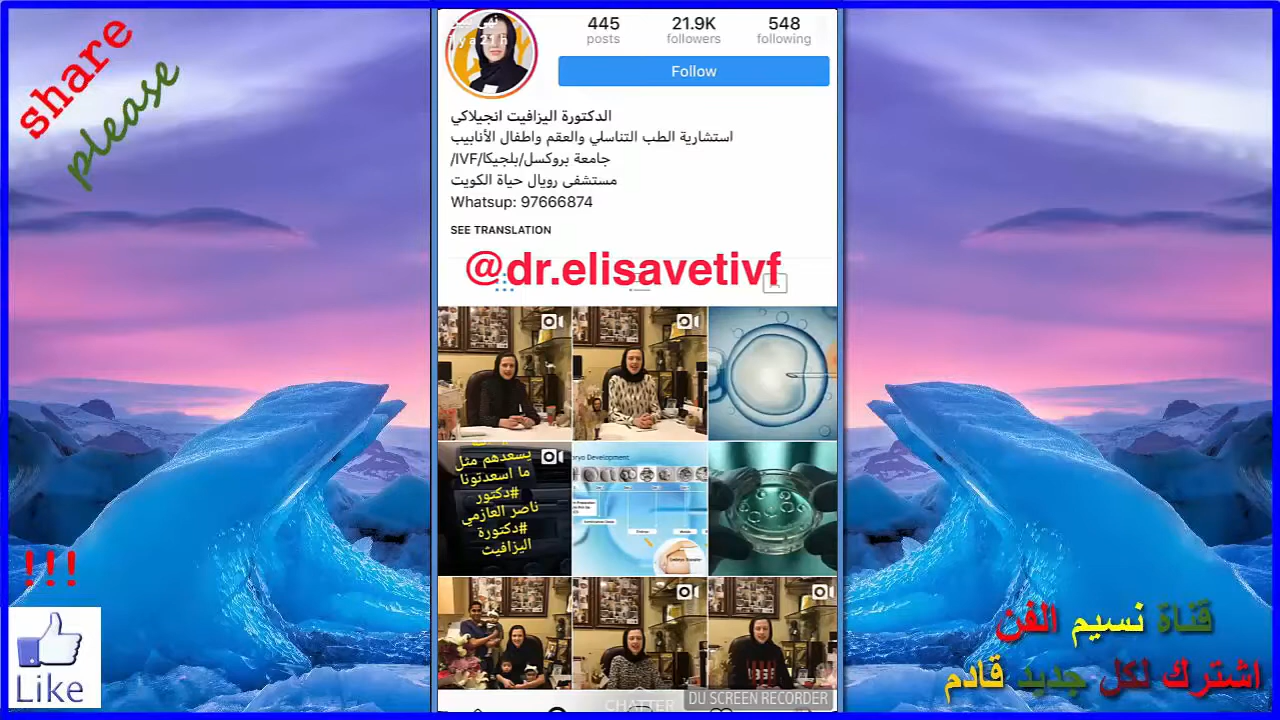 share
please
445
21.9K
548
posts
followers
following
Follow
الدكتورة اليزافيت انجيلاكي
استشارية الطب التناسلي والعقم واطفال الأنابيب
جامعة بروكسل/بلجيكا/IVF/
مستشفى رويال حياة الكويت
Whatsup: 97666874
SEE TRANSLATION
@dr.elisavetivf
يسعدهم مثل
ما اسعدتونا
#دكتور
ناصر العازمي
#دكتورة
اليزافيث
!!!
Like
قناة نسيم الفن
اشترك لكل جديد قادم
DU SCREEN RECORDER